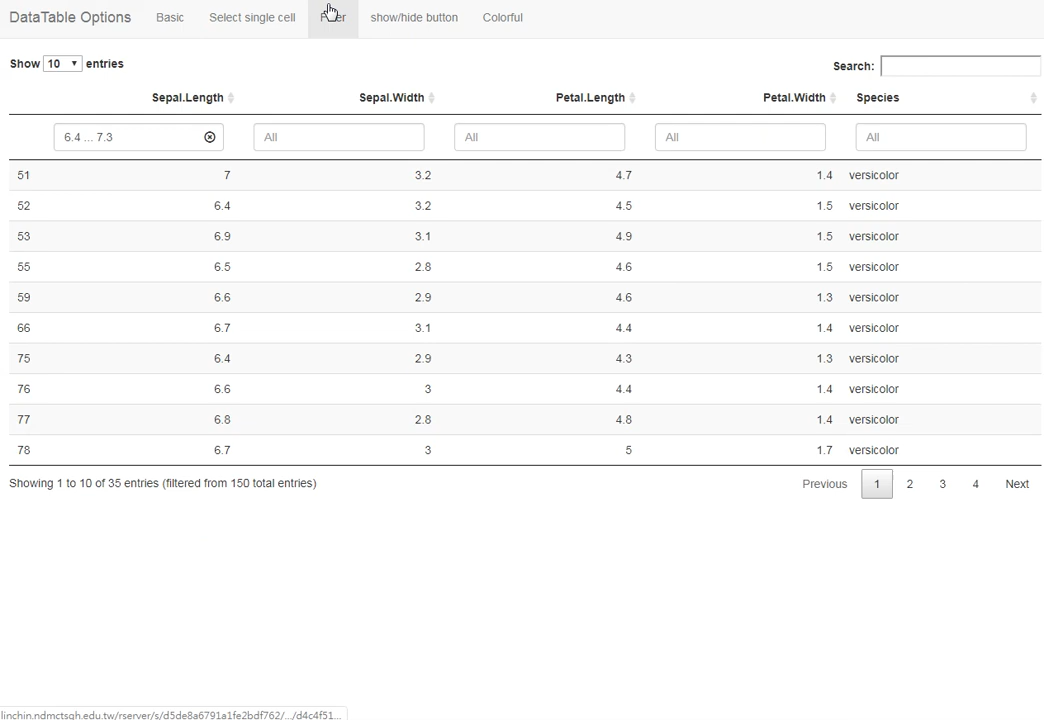 DataTable Options Basic Select single cell Filter show/hide button Colorful
Show 10 entries Search:
Sepal.Length Sepal.Width Petal.Length Petal.Width Species
6.4 ... 7.3 All All All All
51 7 3.2 4.7 1.4 versicolor
52 6.4 3.2 4.5 1.5 versicolor
53 6.9 3.1 4.9 1.5 versicolor
55 6.5 2.8 4.6 1.5 versicolor
59 6.6 2.9 4.6 1.3 versicolor
66 6.7 3.1 4.4 1.4 versicolor
75 6.4 2.9 4.3 1.3 versicolor
76 6.6 3 4.4 1.4 versicolor
77 6.8 2.8 4.8 1.4 versicolor
78 6.7 3 5 1.7 versicolor
Showing 1 to 10 of 35 entries (filtered from 150 total entries) Previous 1 2 3 4 Next
linchin.ndmctsgh.edu.tw/rserver/s/d5de8a6791a1fe2bdf762/.../d4c4f51...